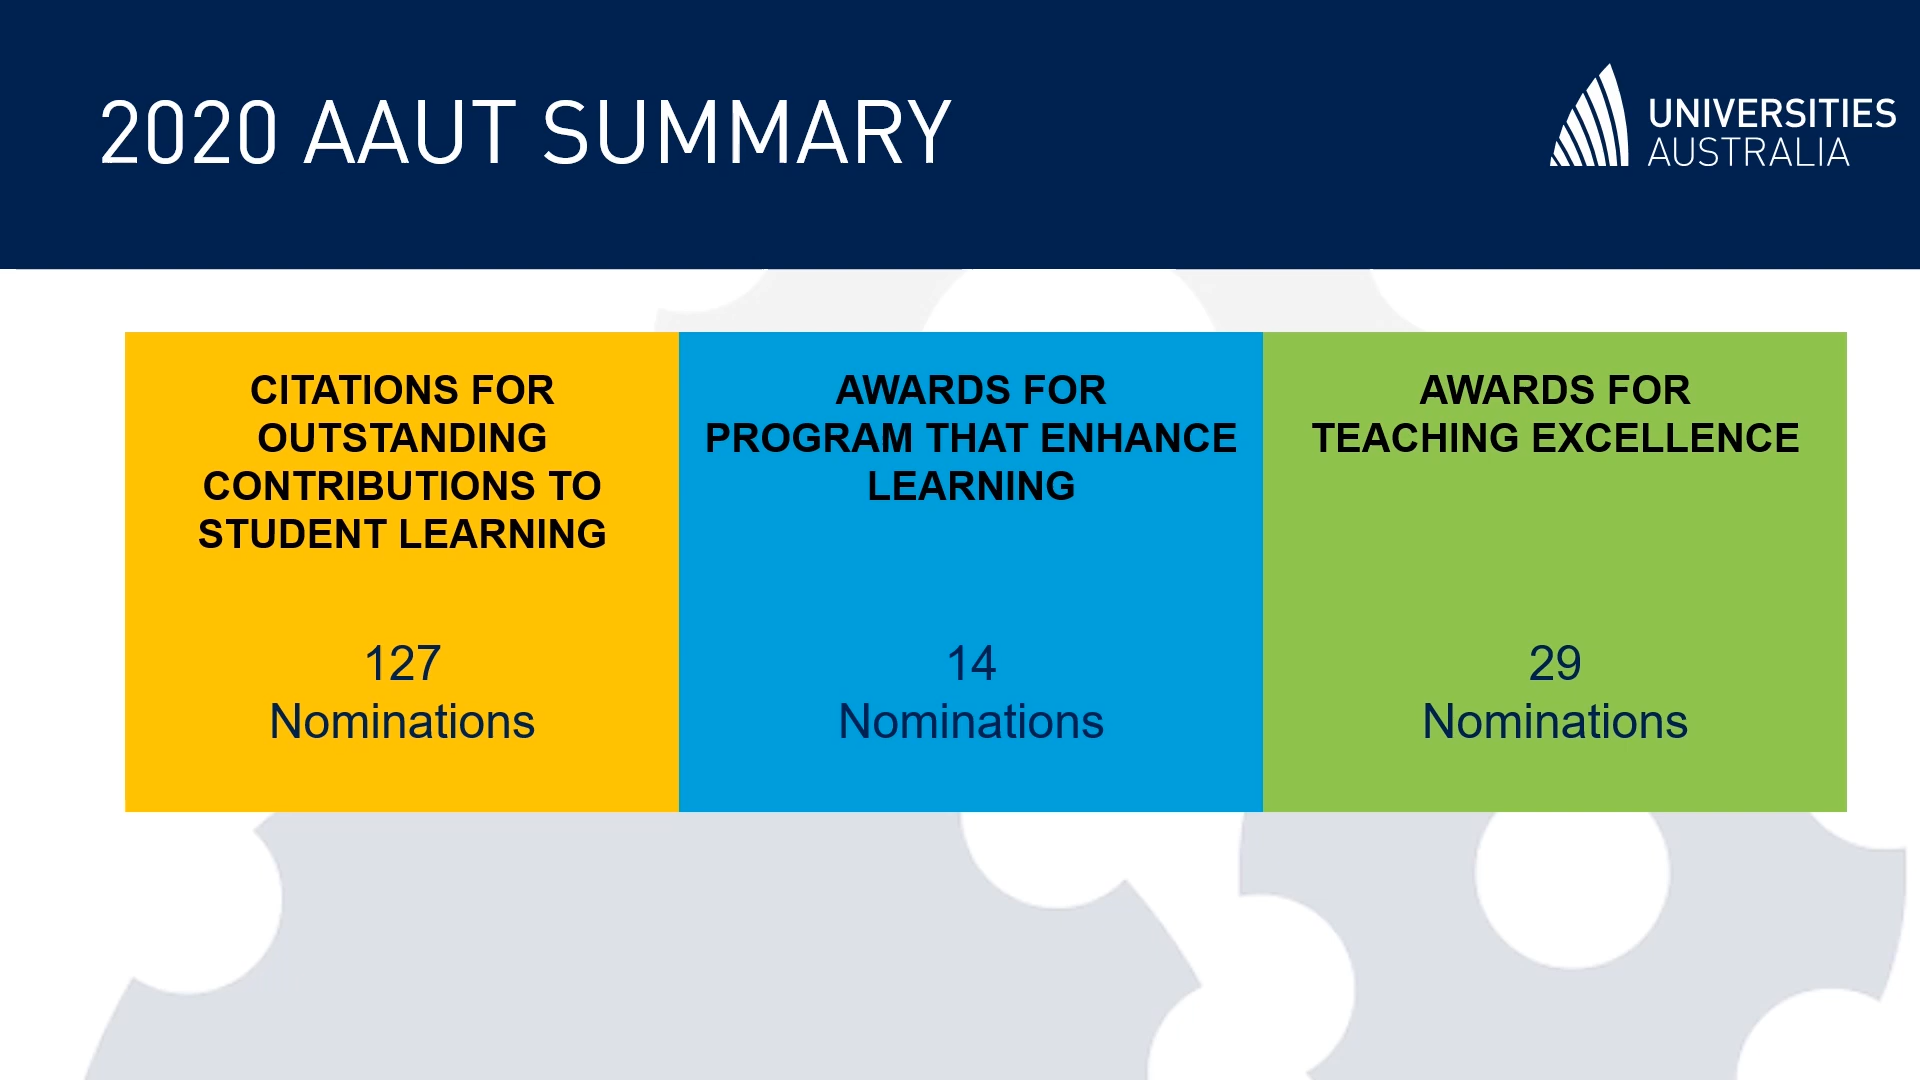 2020 AAUT SUMMARY
UNIVERSITIES
AUSTRALIA
CITATIONS FOR
OUTSTANDING
CONTRIBUTIONS TO
STUDENT LEARNING
127
Nominations
AWARDS FOR
PROGRAM THAT ENHANCE
LEARNING
14
Nominations
AWARDS FOR
TEACHING EXCELLENCE
29
Nominations